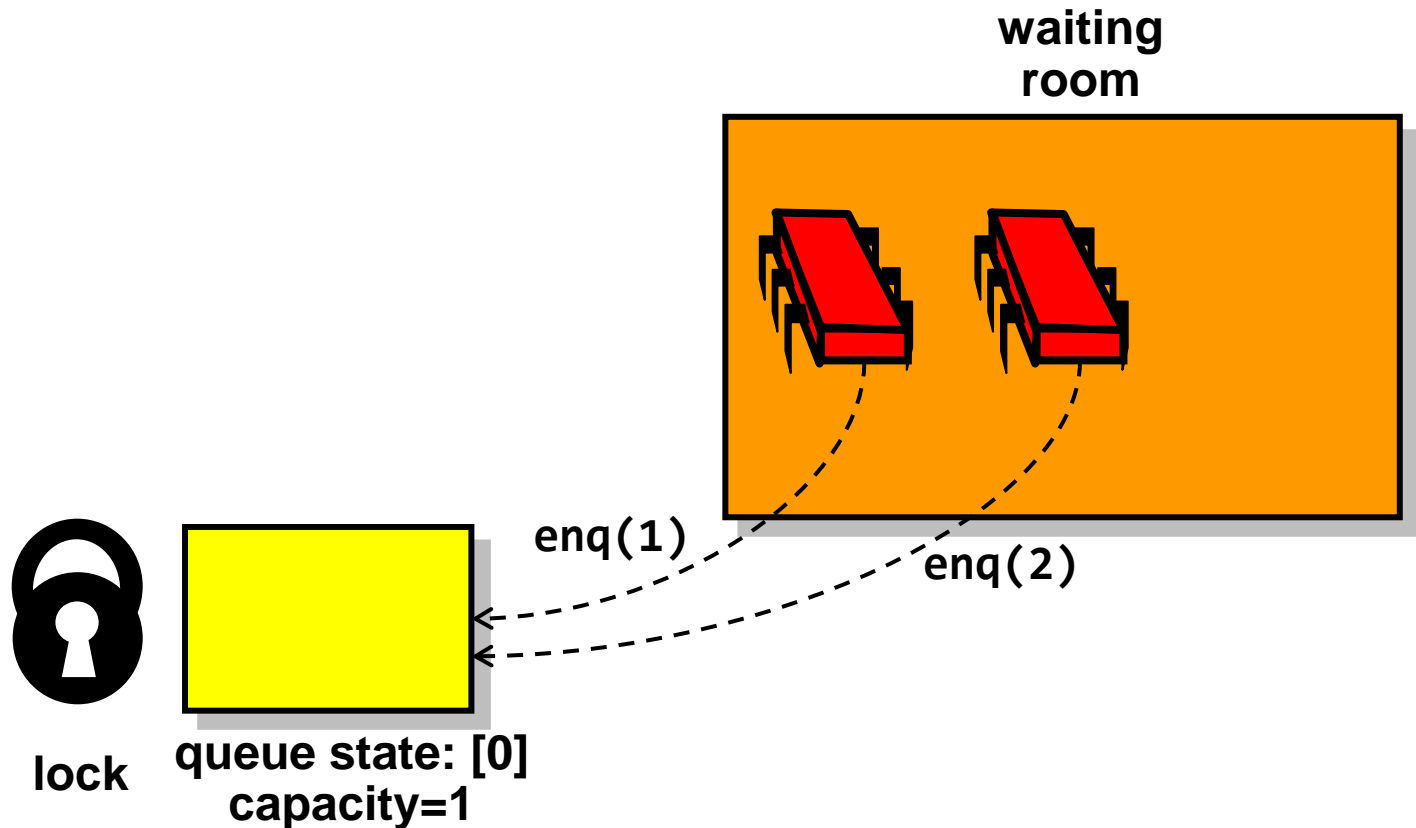 waiting
room
enq(1)
enq(2)
lock
queue state: [0]
capacity=1